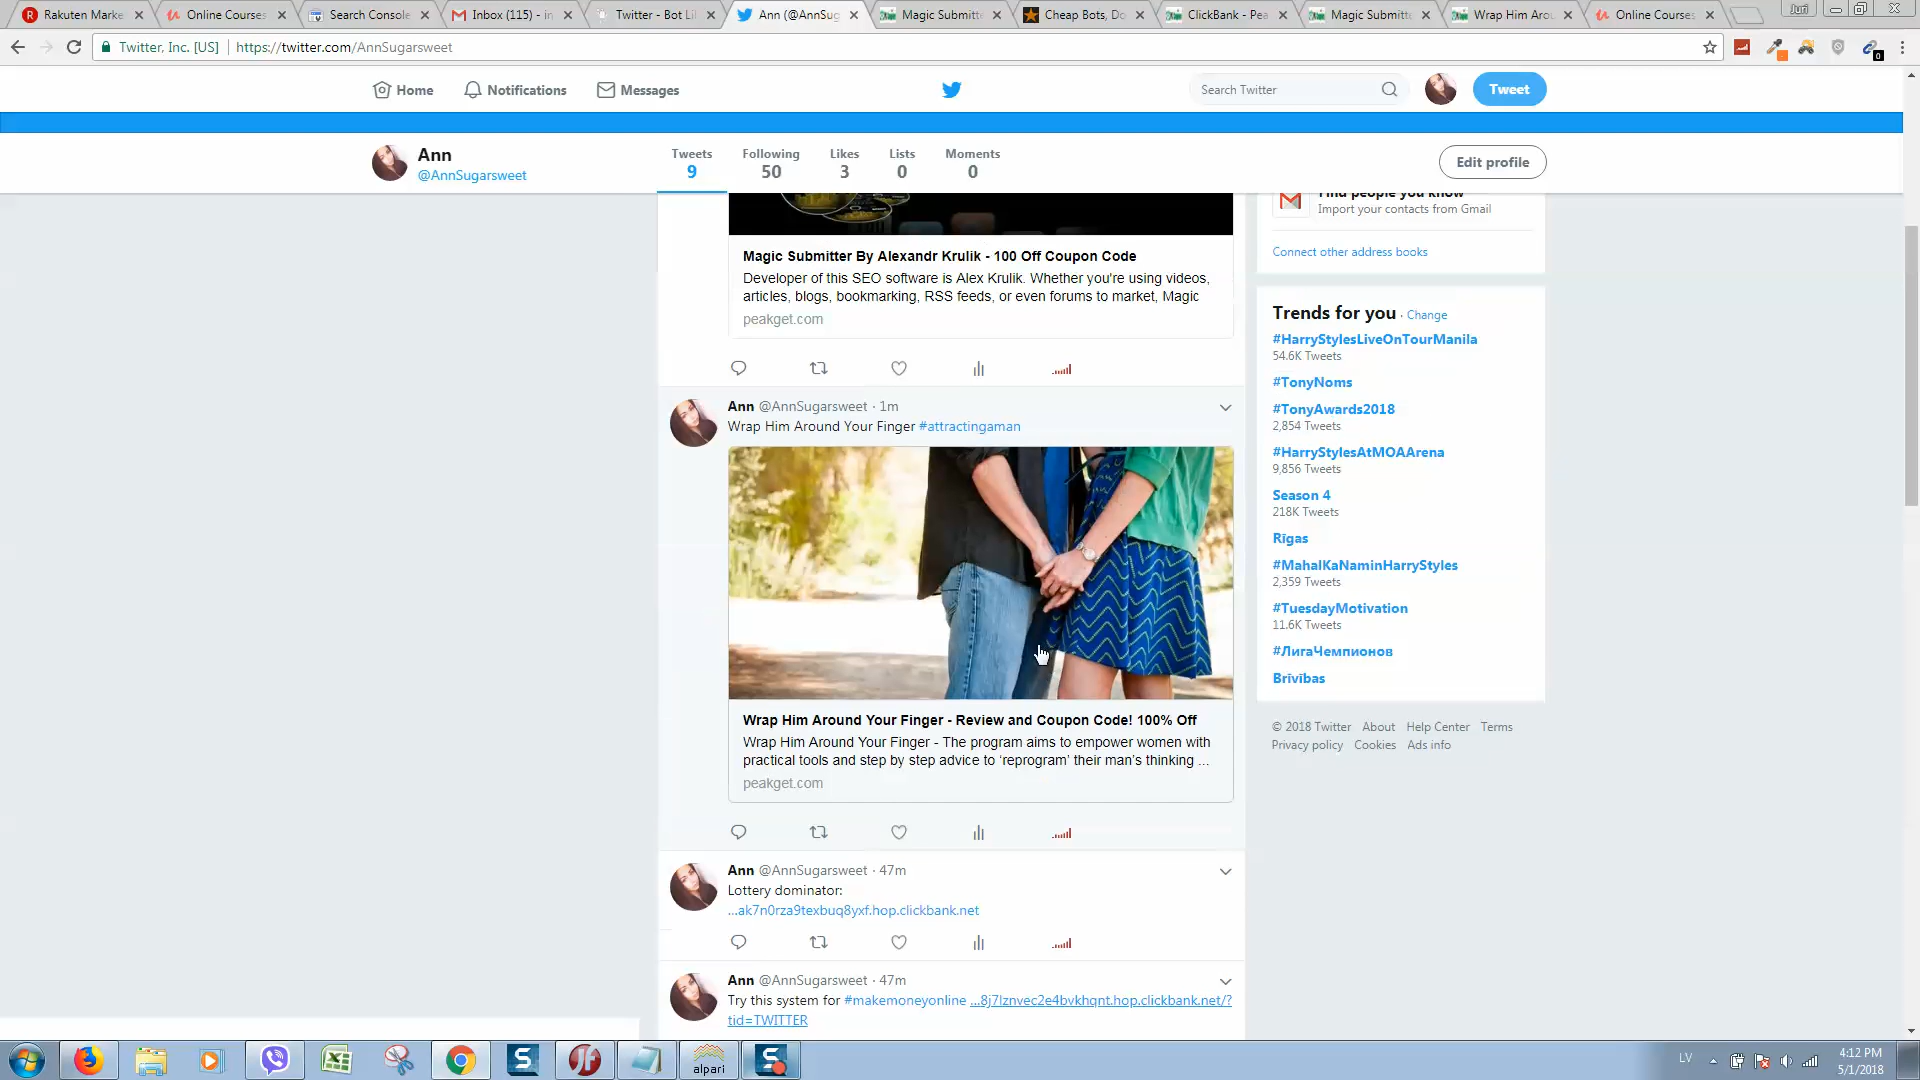 Rakuten Marke
Online Courses
Search Console
Inbox (115) - in
Twitter - Bot Li
Ann (@AnnSug
Magic Submitt
Cheap Bots, Do
ClickBank - Pea
Magic Submitt
Wrap Him Arou
Online Courses
Juri
Twitter, Inc. [US] https://twitter.com/AnnSugarsweet
0
Home
Notifications
Messages
Search Twitter
Tweet
Ann
@AnnSugarsweet
Tweets
9
Following
50
Likes
3
Lists
0
Moments
0
Edit profile
Magic Submitter By Alexandr Krulik - 100 Off Coupon Code
Developer of this SEO software is Alex Krulik. Whether you're using videos,
articles, blogs, bookmarking, RSS feeds, or even forums to market, Magic
peakget.com
Ann @AnnSugarsweet · 1m
Wrap Him Around Your Finger #attractingaman
Wrap Him Around Your Finger - Review and Coupon Code! 100% Off
Wrap Him Around Your Finger - The program aims to empower women with
practical tools and step by step advice to ‘reprogram’ their man’s thinking ...
peakget.com
Ann @AnnSugarsweet · 47m
Lottery dominator:
...ak7n0rza9texbuq8yxf.hop.clickbank.net
Ann @AnnSugarsweet · 47m
Try this system for #makemoneyonline ...8j7lznvec2e4bvkhqnt.hop.clickbank.net/?
tid=TWITTER
Find people you know
Import your contacts from Gmail
Connect other address books
Trends for you · Change
#HarryStylesLiveOnTourManila
54.6K Tweets
#TonyNoms
#TonyAwards2018
2,854 Tweets
#HarryStylesAtMOAArena
9,856 Tweets
Season 4
218K Tweets
Rīgas
#MahalKaNaminHarryStyles
2,359 Tweets
#TuesdayMotivation
11.6K Tweets
#ЛигаЧемпионов
Brīvības
© 2018 Twitter About Help Center Terms
Privacy policy Cookies Ads info
alpari
LV
4:12 PM
5/1/2018